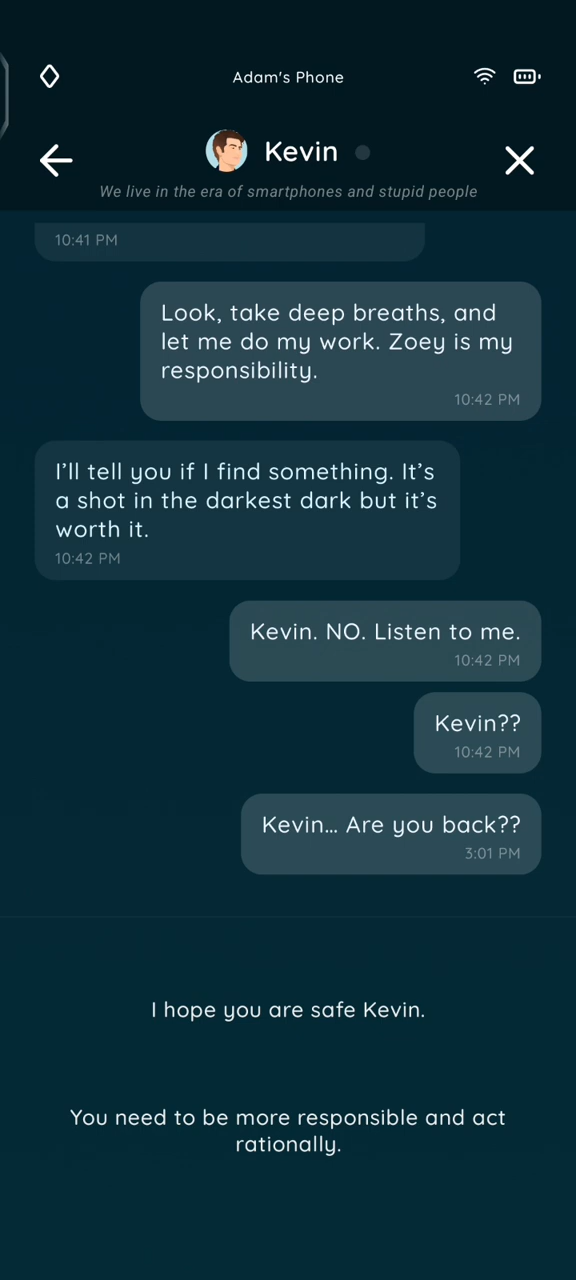 Adam's Phone
Kevin
We live in the era of smartphones and stupid people
10:41 PM
Look, take deep breaths, and
let me do my work. Zoey is my
responsibility.
10:42 PM
I’ll tell you if I find something. It’s
a shot in the darkest dark but it’s
worth it.
10:42 PM
Kevin. NO. Listen to me.
10:42 PM
Kevin??
10:42 PM
Kevin... Are you back??
3:01 PM
I hope you are safe Kevin.
You need to be more responsible and act
rationally.